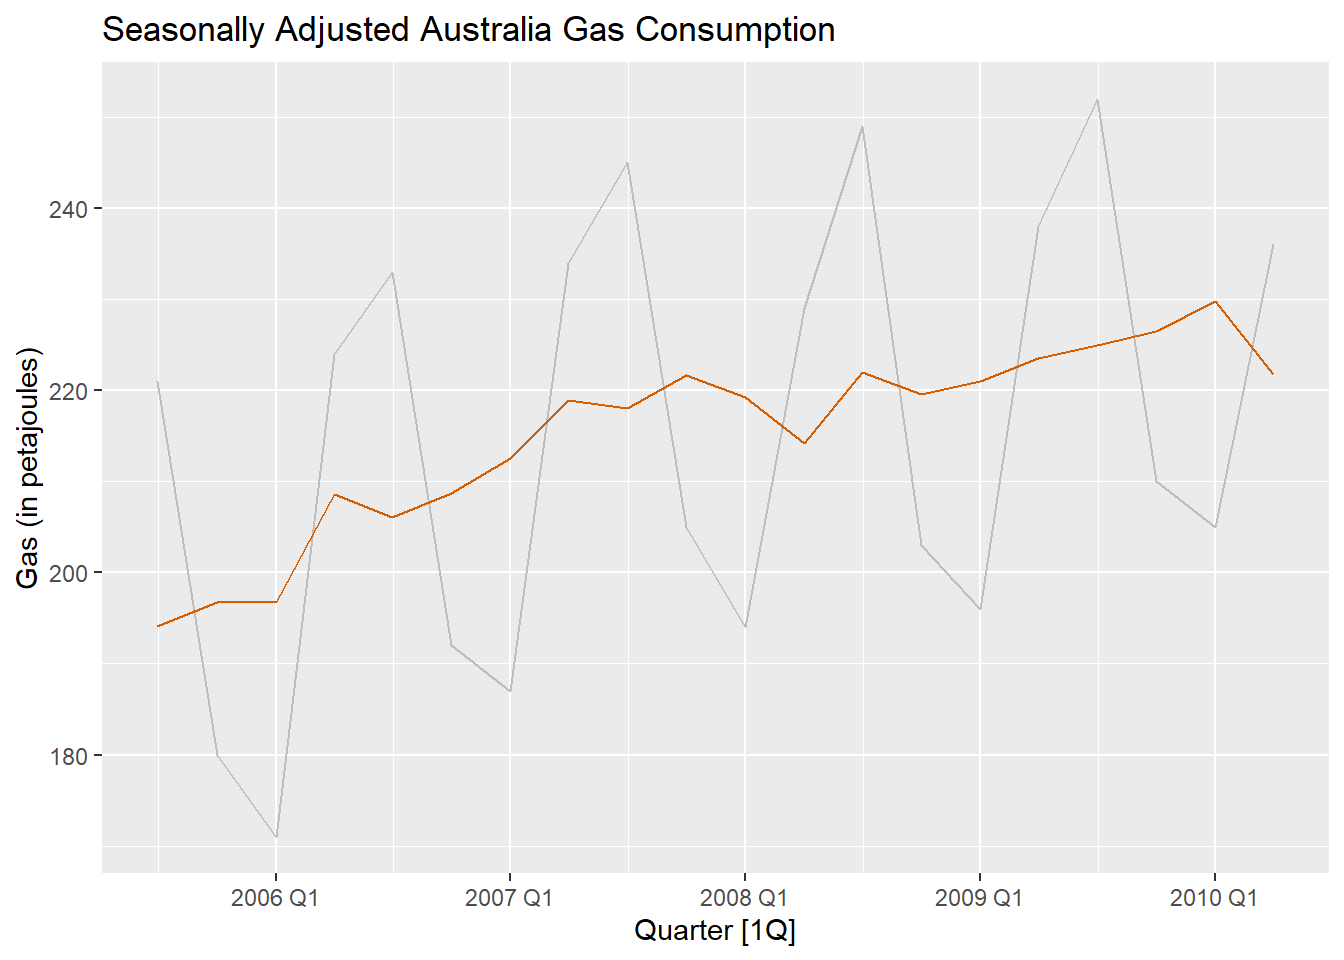 Seasonally Adjusted Australia Gas Consumption
Gas (in petajoules)
240
220
200
180
2006 Q1 2007 Q1 2008 Q1 2009 Q1 2010 Q1
Quarter [1Q]